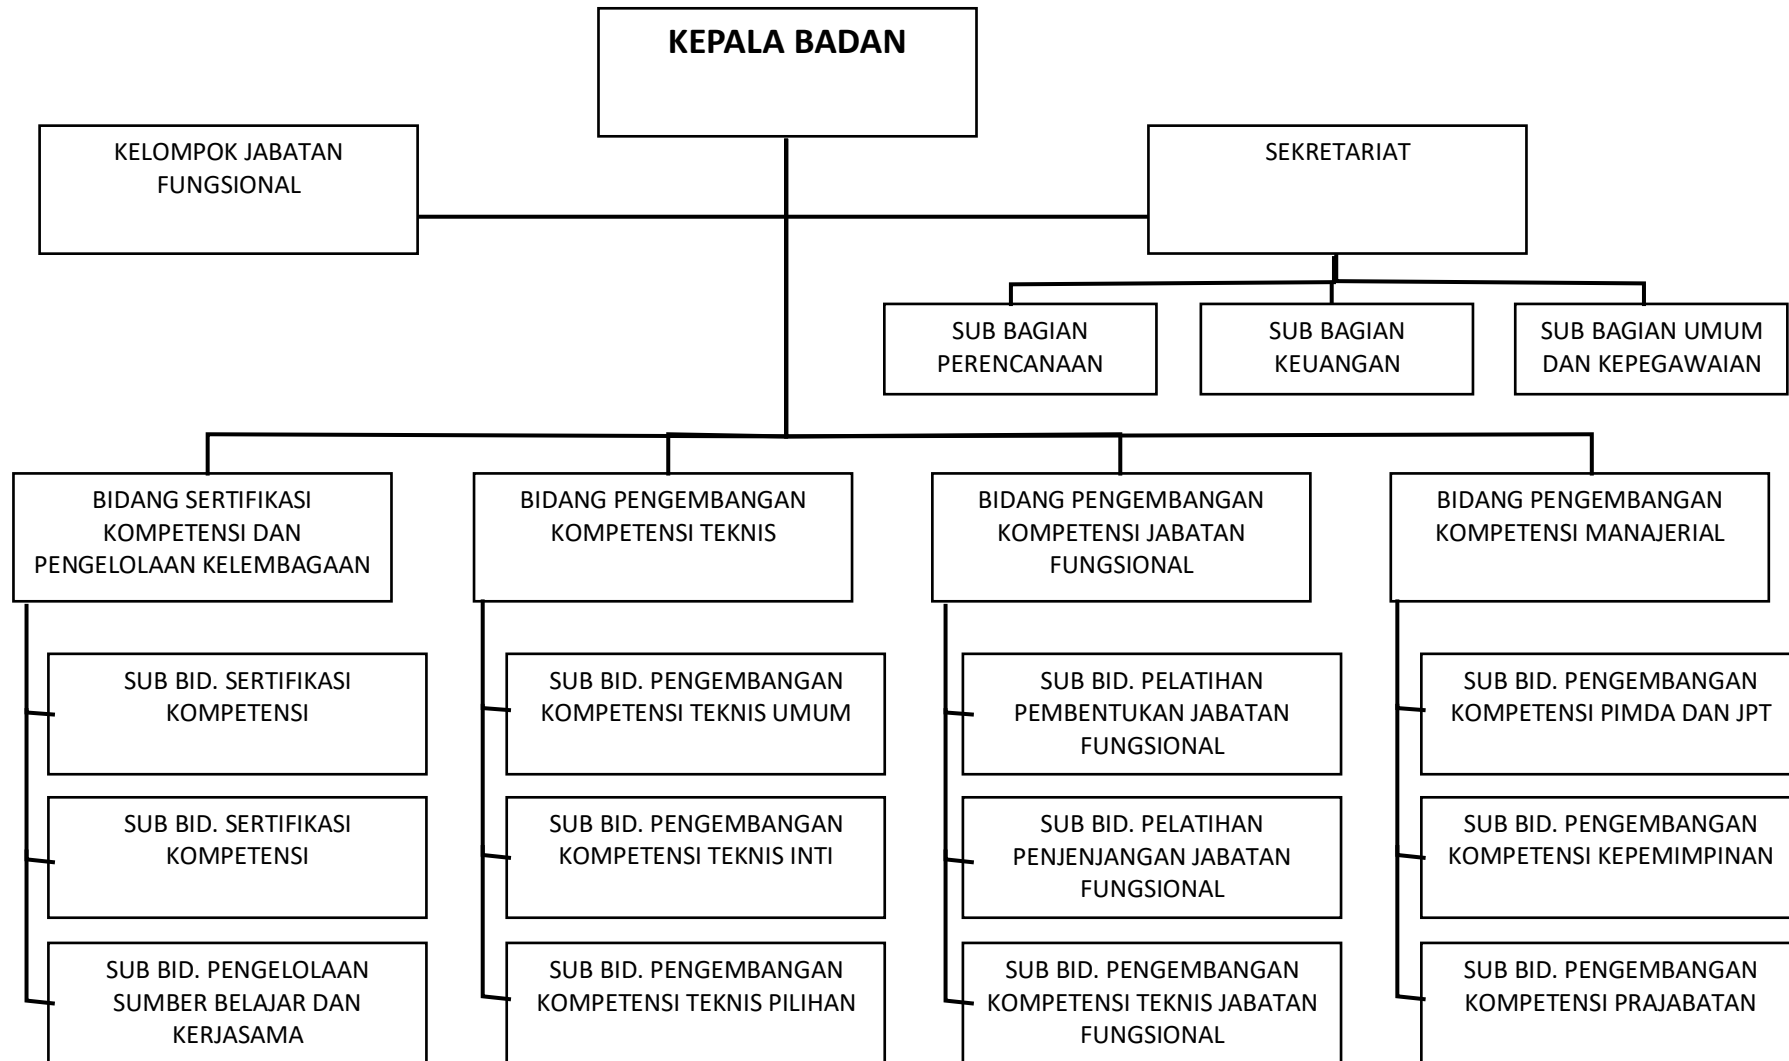 KEPALA BADAN
KELOMPOK JABATAN
FUNGSIONAL
SEKRETARIAT
SUB BAGIAN
PERENCANAAN
SUB BAGIAN
KEUANGAN
SUB BAGIAN UMUM
DAN KEPEGAWAIAN
BIDANG SERTIFIKASI
KOMPETENSI DAN
PENGELOLAAN KELEMBAGAAN
BIDANG PENGEMBANGAN
KOMPETENSI TEKNIS
BIDANG PENGEMBANGAN
KOMPETENSI JABATAN
FUNGSIONAL
BIDANG PENGEMBANGAN
KOMPETENSI MANAJERIAL
SUB BID. SERTIFIKASI
KOMPETENSI
SUB BID. PENGEMBANGAN
KOMPETENSI TEKNIS UMUM
SUB BID. PELATIHAN
PEMBENTUKAN JABATAN
FUNGSIONAL
SUB BID. PENGEMBANGAN
KOMPETENSI PIMDA DAN JPT
SUB BID. SERTIFIKASI
KOMPETENSI
SUB BID. PENGEMBANGAN
KOMPETENSI TEKNIS INTI
SUB BID. PELATIHAN
PENJENJANGAN JABATAN
FUNGSIONAL
SUB BID. PENGEMBANGAN
KOMPETENSI KEPEMIMPINAN
SUB BID. PENGELOLAAN
SUMBER BELAJAR DAN
KERJASAMA
SUB BID. PENGEMBANGAN
KOMPETENSI TEKNIS PILIHAN
SUB BID. PENGEMBANGAN
KOMPETENSI TEKNIS JABATAN
FUNGSIONAL
SUB BID. PENGEMBANGAN
KOMPETENSI PRAJABATAN